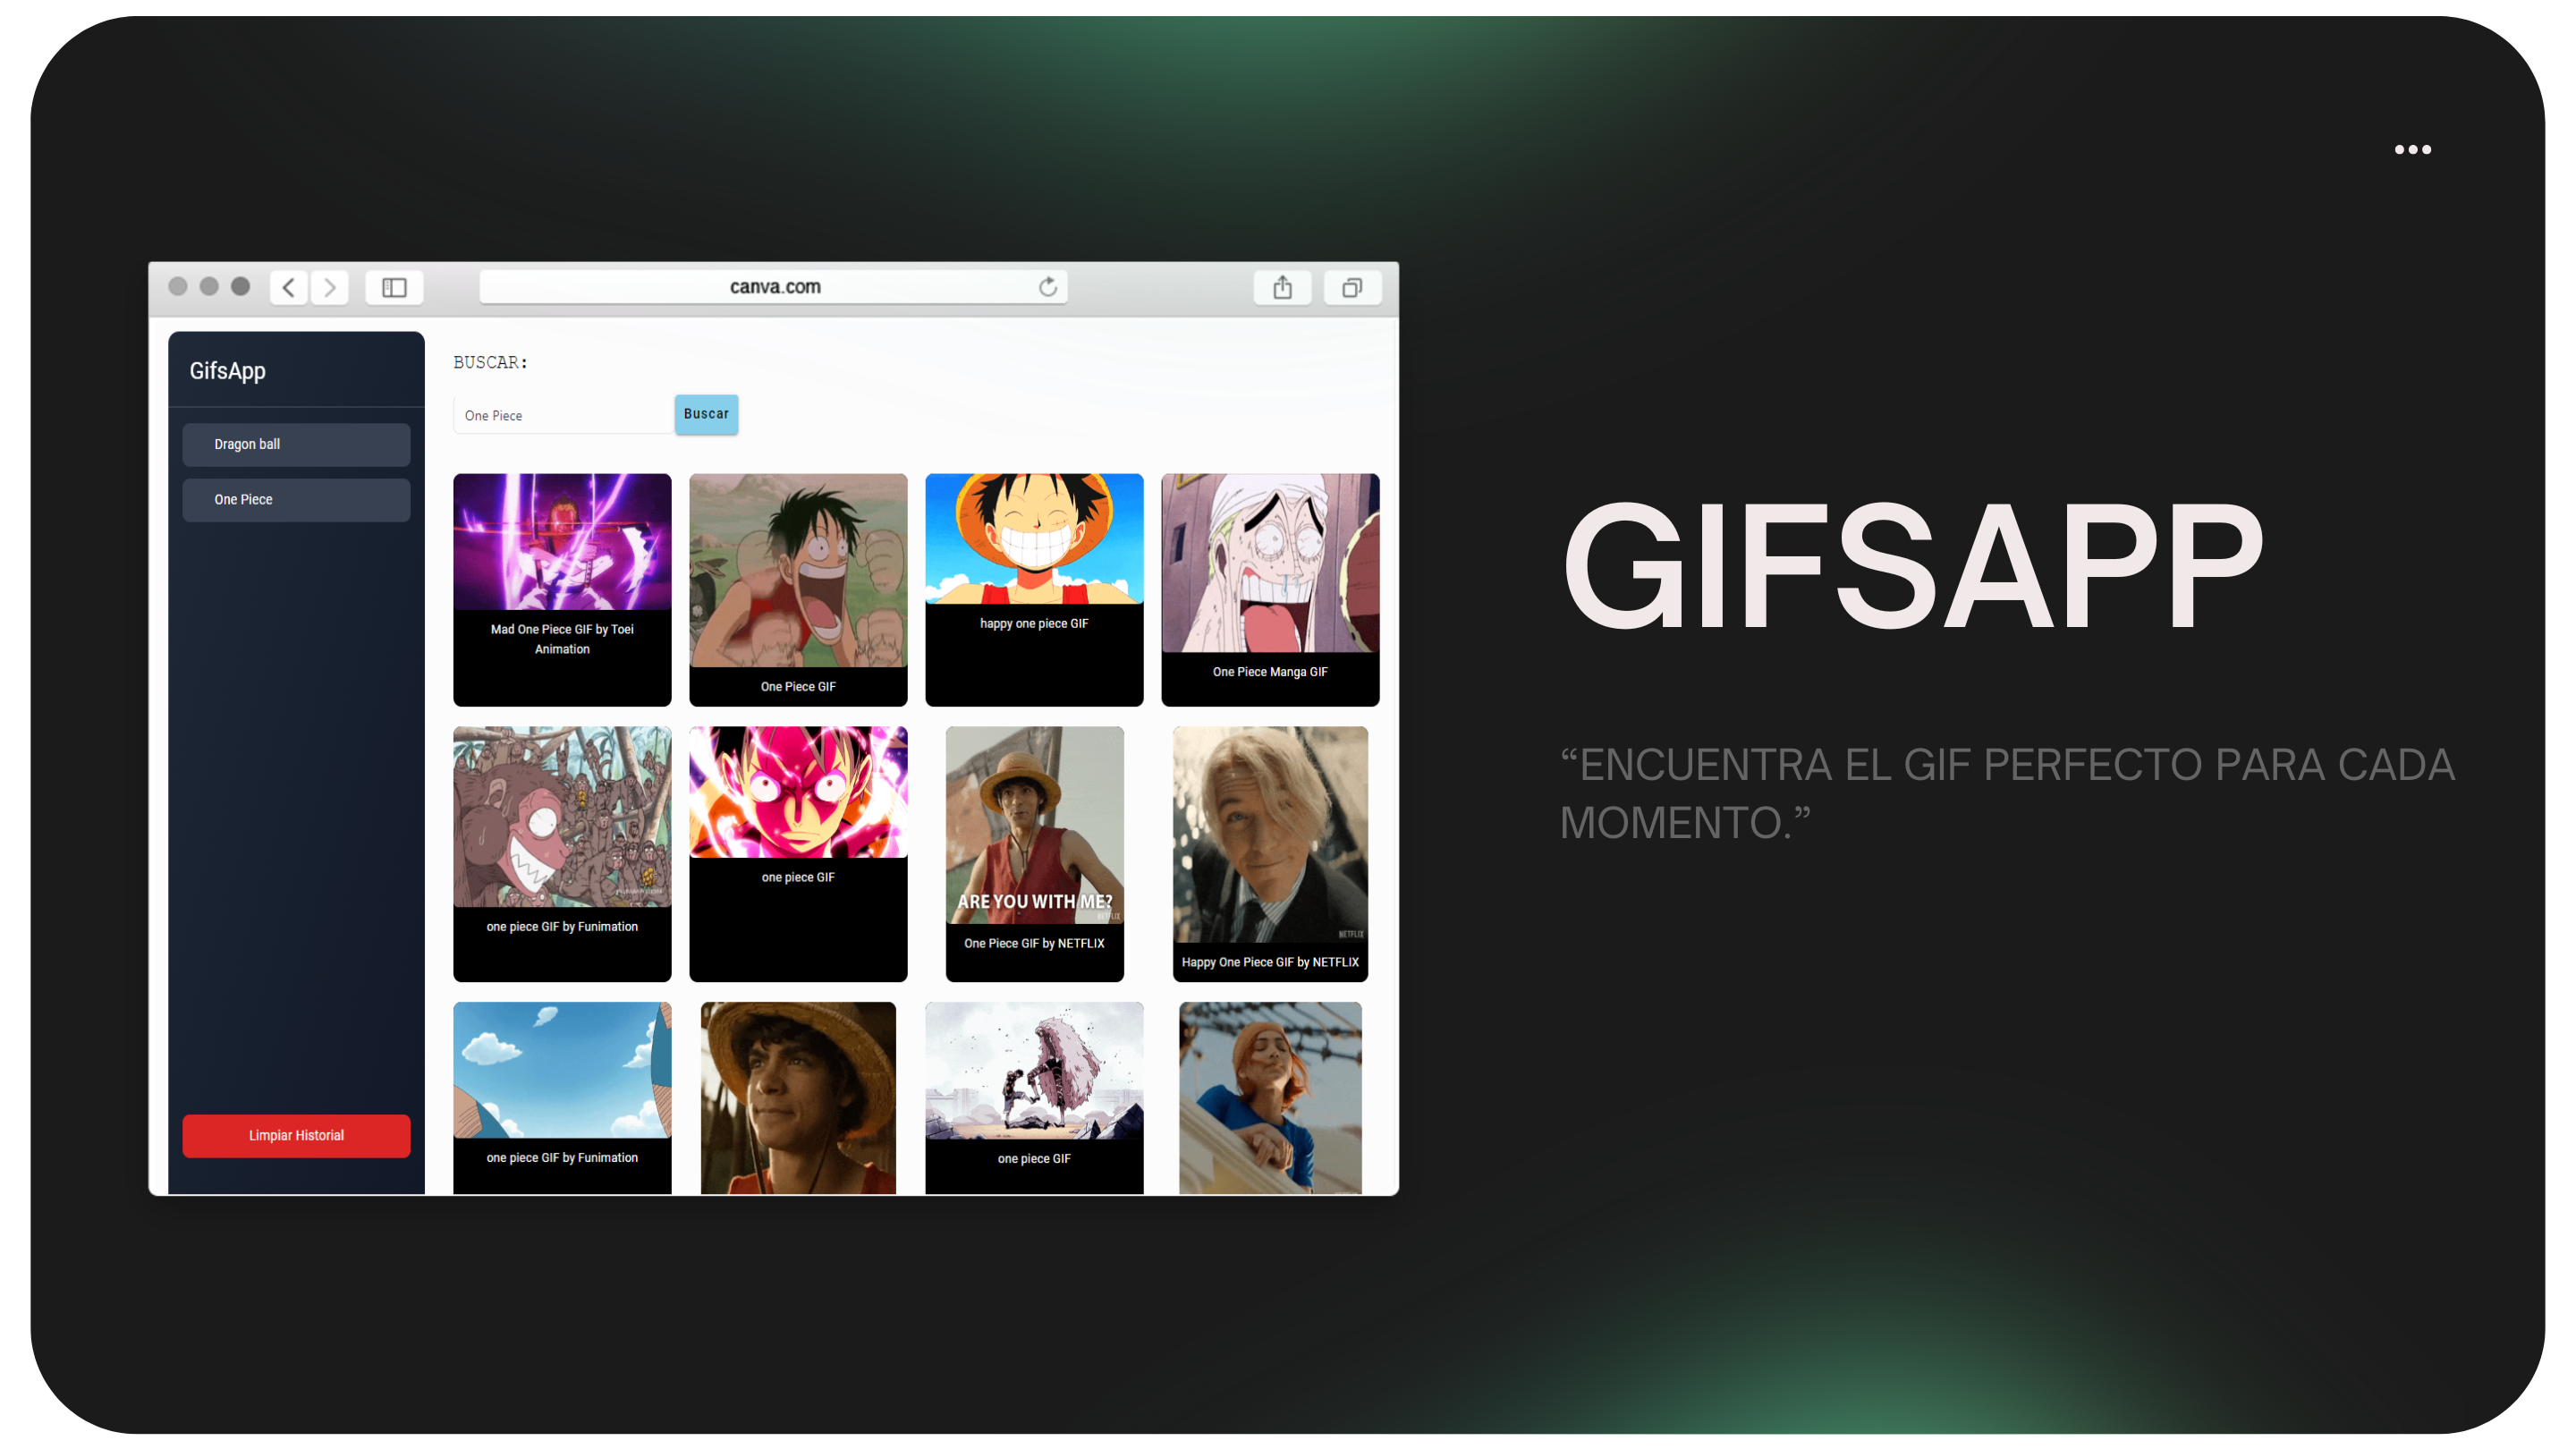 canva.com
GifsApp
Dragon ball
One Piece
Limpiar Historial
BUSCAR:
One Piece
Buscar
Mad One Piece GIF by Toei
Animation
One Piece GIF
happy one piece GIF
One Piece Manga GIF
one piece GIF by Funimation
one piece GIF
ARE YOU WITH ME?
NETFLIX
One Piece GIF by NETFLIX
NETFLIX
Happy One Piece GIF by NETFLIX
one piece GIF by Funimation
one piece GIF
GIFSAPP
“ENCUENTRA EL GIF PERFECTO PARA CADA
MOMENTO.”